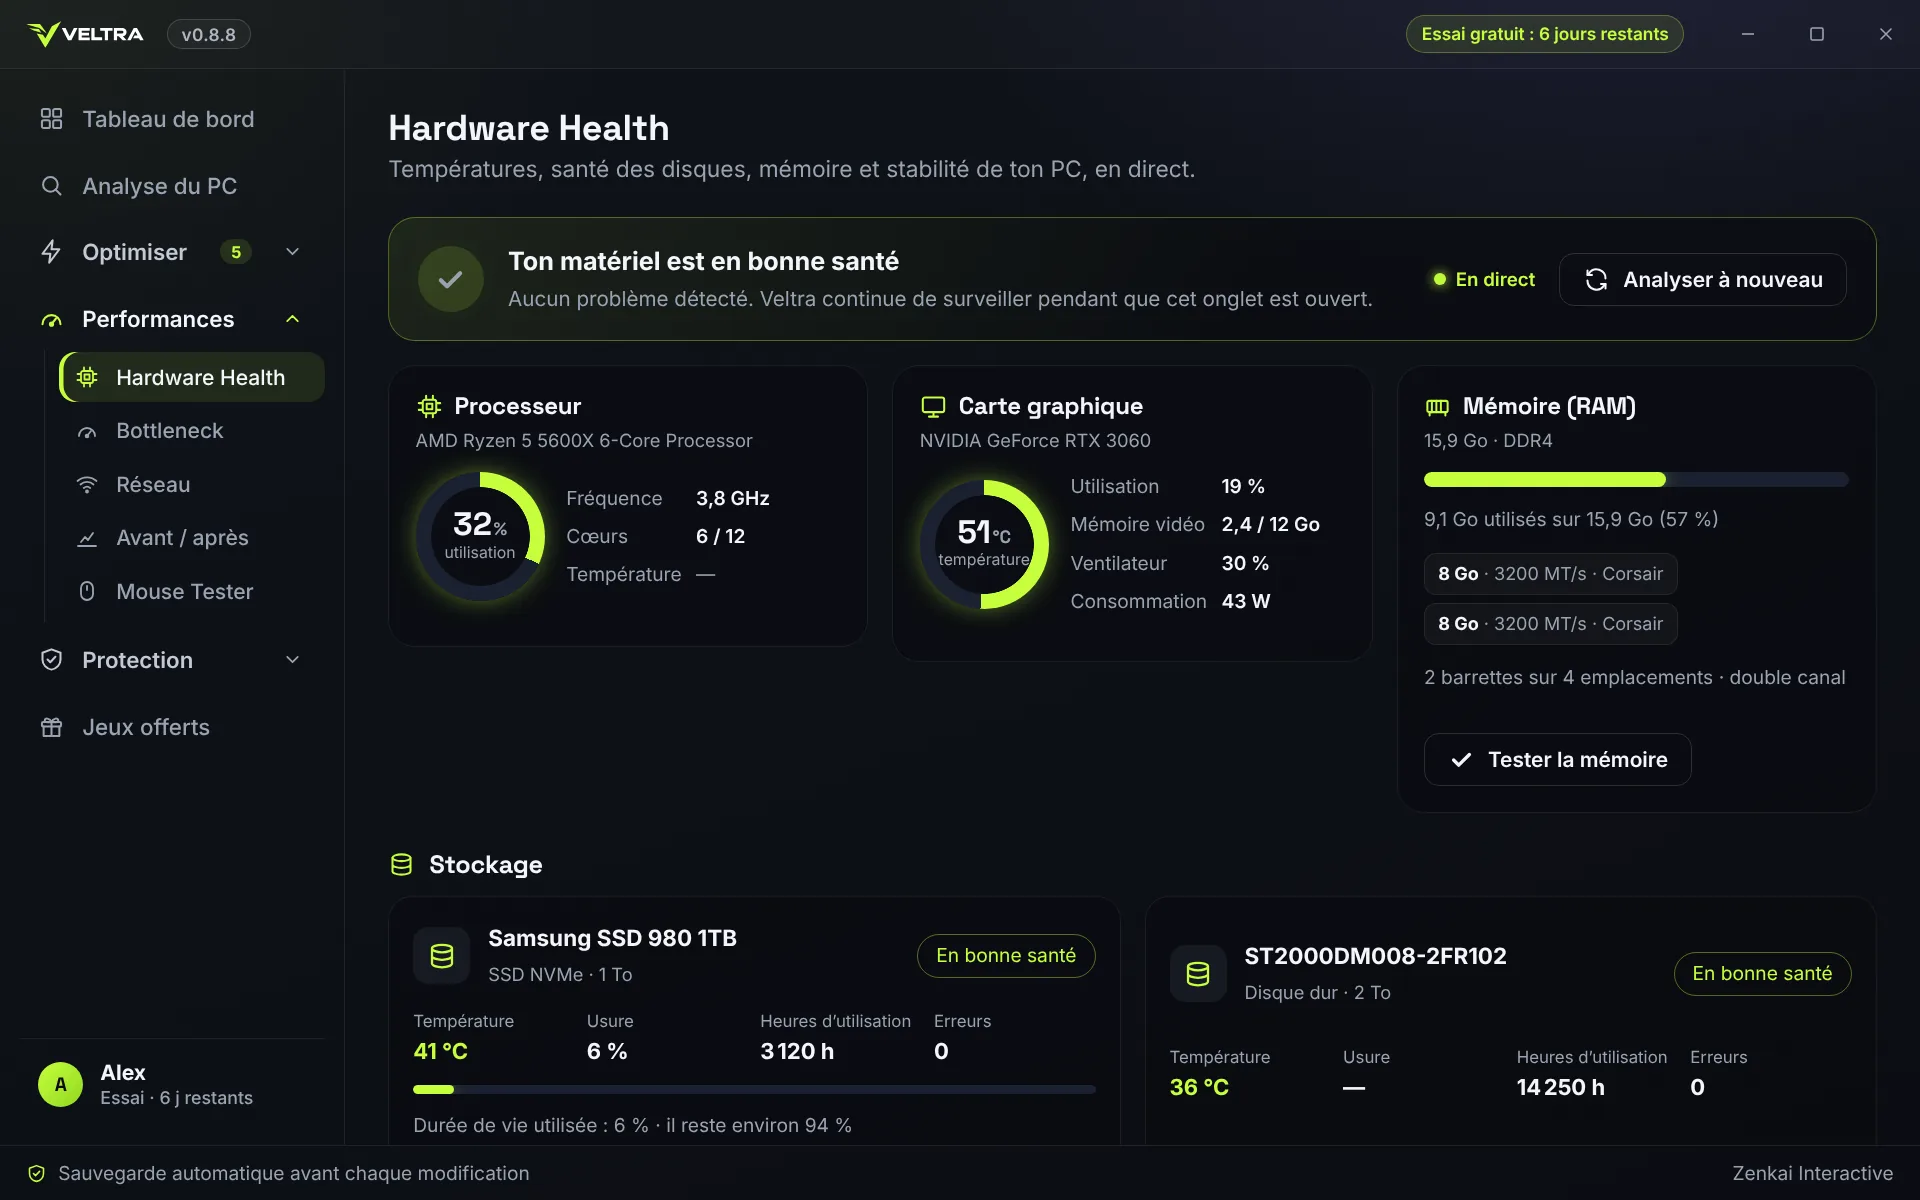 VELTRA
v0.8.8
Essai gratuit : 6 jours restants
Tableau de bord
Analyse du PC
Optimiser 5
Performances
Hardware Health
Bottleneck
Réseau
Avant / après
Mouse Tester
Protection
Jeux offerts
A
Alex
Essai · 6 j restants
Hardware Health
Températures, santé des disques, mémoire et stabilité de ton PC, en direct.
Ton matériel est en bonne santé
Aucun problème détecté. Veltra continue de surveiller pendant que cet onglet est ouvert.
En direct
Analyser à nouveau
Processeur
AMD Ryzen 5 5600X 6-Core Processor
32%
utilisation
Fréquence 3,8 GHz
Cœurs 6 / 12
Température —
Carte graphique
NVIDIA GeForce RTX 3060
51°C
température
Utilisation 19 %
Mémoire vidéo 2,4 / 12 Go
Ventilateur 30 %
Consommation 43 W
Mémoire (RAM)
15,9 Go · DDR4
9,1 Go utilisés sur 15,9 Go (57 %)
8 Go · 3200 MT/s · Corsair
8 Go · 3200 MT/s · Corsair
2 barrettes sur 4 emplacements · double canal
Tester la mémoire
Stockage
Samsung SSD 980 1TB
SSD NVMe · 1 To
En bonne santé
Température Usure Heures d’utilisation Erreurs
41 °C 6 % 3 120 h 0
Durée de vie utilisée : 6 % · il reste environ 94 %
ST2000DM008-2FR102
Disque dur · 2 To
En bonne santé
Température Usure Heures d’utilisation Erreurs
36 °C — 14 250 h 0
Sauvegarde automatique avant chaque modification
Zenkai Interactive